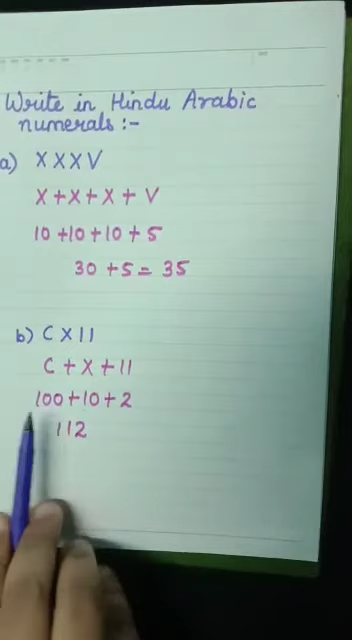 Write in Hindu Arabic
numerals :-
a) XXXV
X + X + X + V
10 + 10 + 10 + 5
30 + 5 = 35
b) CXII
C + X + II
100 + 10 + 2
112